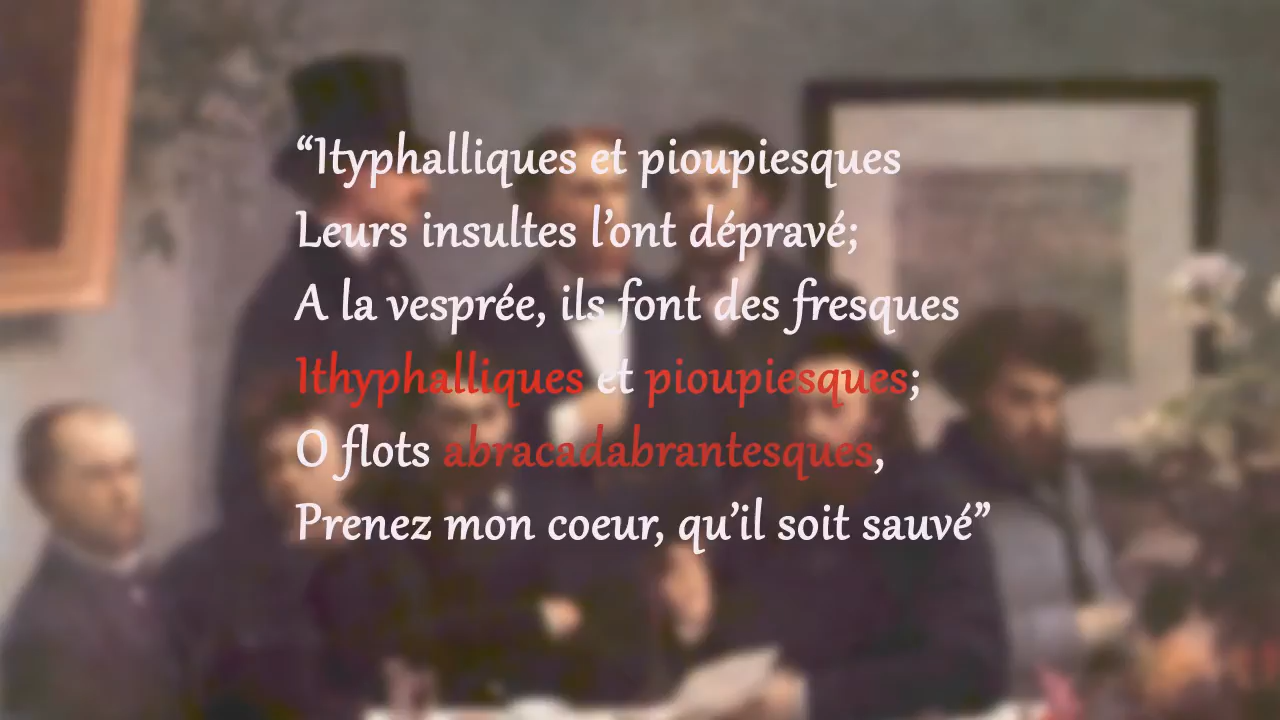 “Ityphalliques et pioupiesques
Leurs insultes l’ont dépravé;
A la vesprée, ils font des fresques
Ithyphalliques et pioupiesques;
O flots abracadabrantesques,
Prenez mon coeur, qu’il soit sauvé”